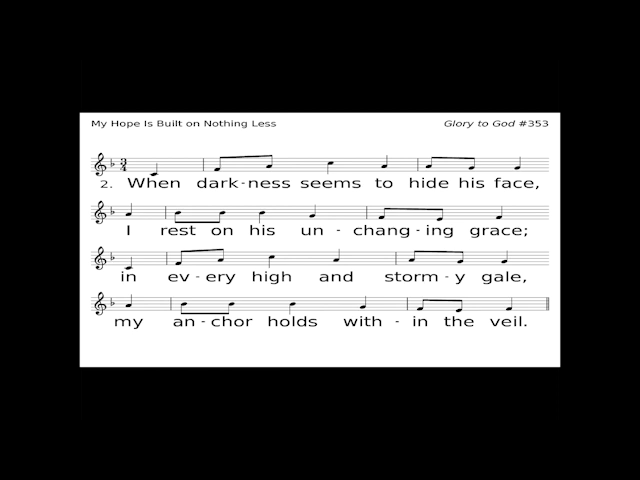 My Hope Is Built on Nothing Less Glory to God #353
2. When dark-ness seems to hide his face,
I rest on his un-chang-ing grace;
in ev-ery high and storm-y gale,
my an-chor holds with-in the veil.